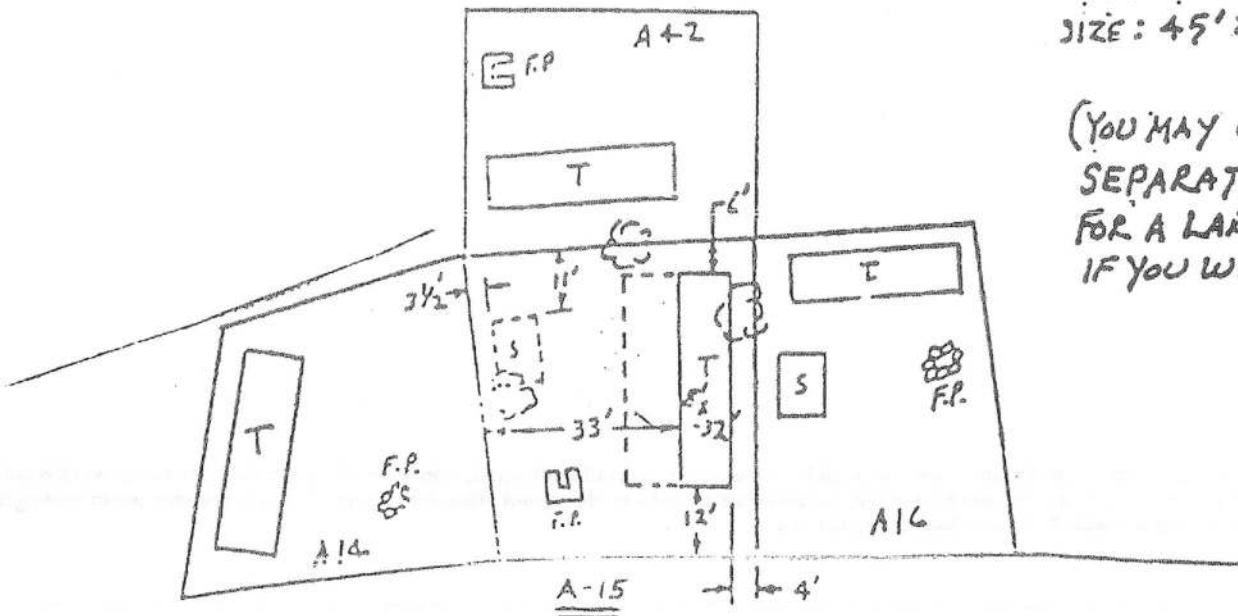 A42
F.P
T
6'
SIZE: 45'
(YOU MAY
SEPARAT
FOR A LAR
IF YOU W
11'
3½'
S
T
T
S
F.P.
T
33'
32
F.P.
F.P.
12'
A14
A16
A-15
4'